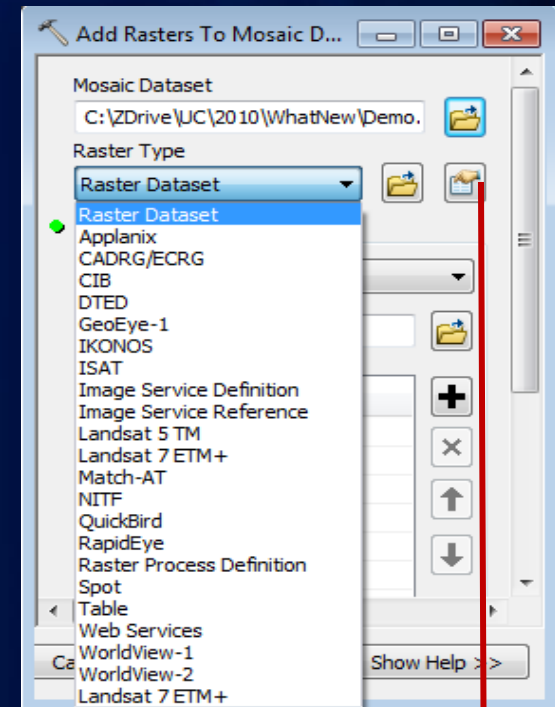 Add Rasters To Mosaic D...
Mosaic Dataset
C:\ZDrive\UC\2010\WhatNew\Demo.
Raster Type
Raster Dataset
Raster Dataset
Applanix
CADRG/ECRG
CIB
DTED
GeoEye-1
IKONOS
ISAT
Image Service Definition
Image Service Reference
Landsat 5 TM
Landsat 7 ETM+
Match-AT
NITF
QuickBird
RapidEye
Raster Process Definition
Spot
Table
Web Services
WorldView-1
WorldView-2
Landsat 7 ETM+
Ca
Show Help >>